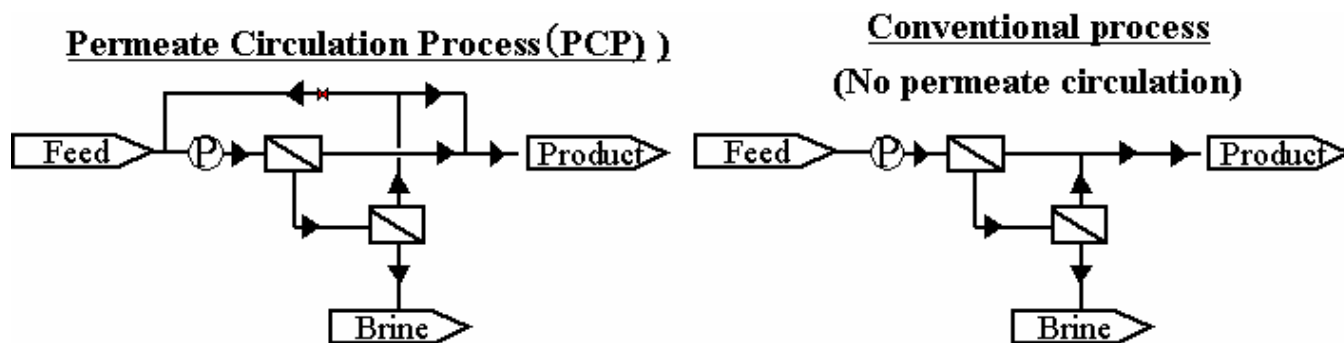 Permeate Circulation Process(PCP) )
Feed
P
Product
Brine
Conventional process
(No permeate circulation)
Feed
P
Product
Brine